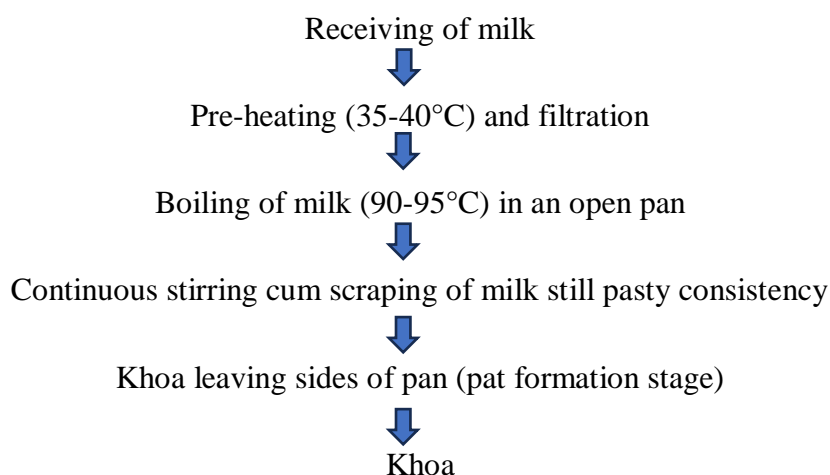 Receiving of milk
Pre-heating (35-40°C) and filtration
Boiling of milk (90-95°C) in an open pan
Continuous stirring cum scraping of milk still pasty consistency
Khoa leaving sides of pan (pat formation stage)
Khoa